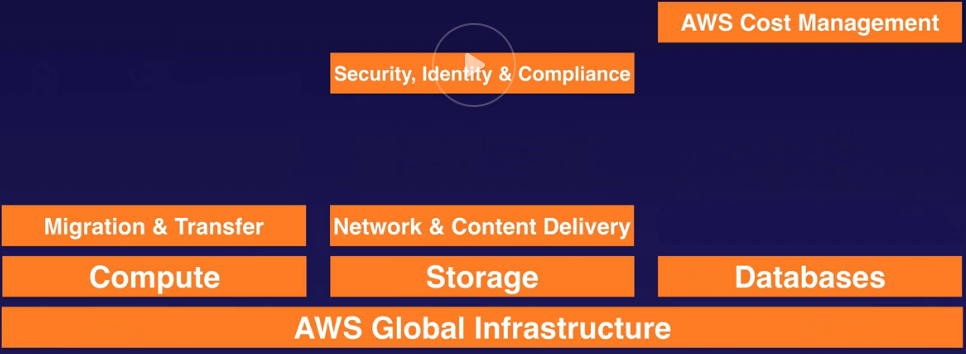 AWS Cost Management
Security, Identity & Compliance
Migration & Transfer
Network & Content Delivery
Compute
Storage
Databases
AWS Global Infrastructure